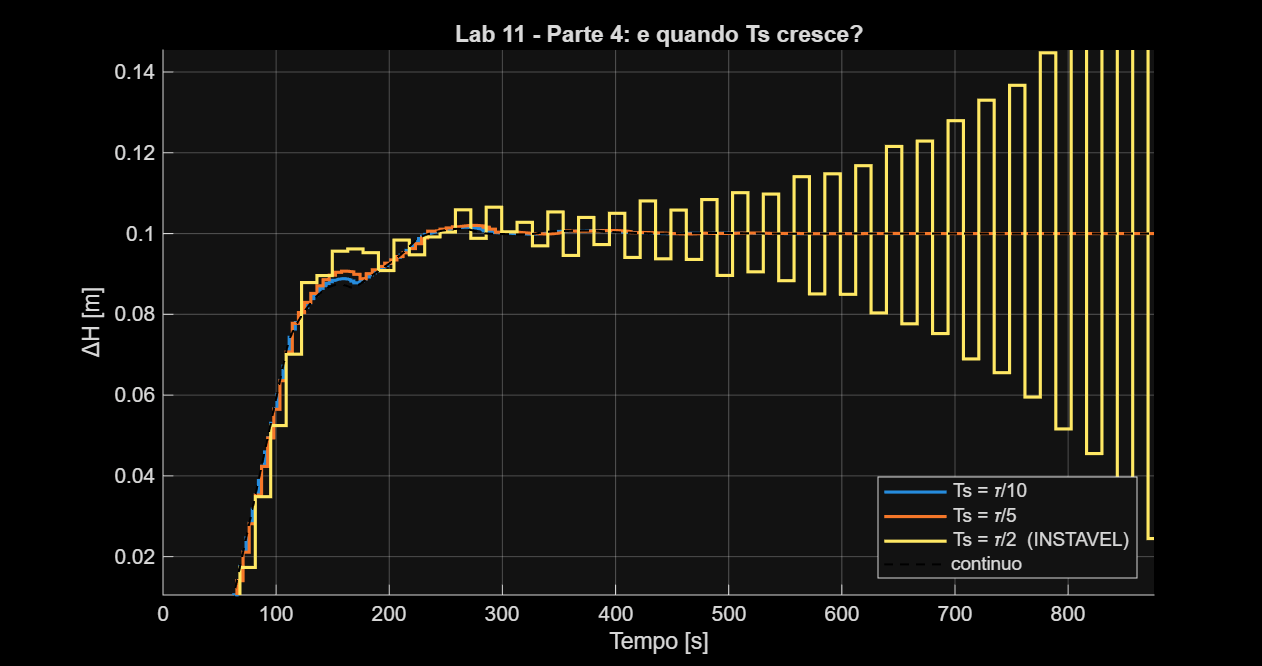 Lab 11 - Parte 4: e quando Ts cresce?
0.14
0.12
0.1
0.08
0.06
0.04
0.02
ΔH [m]
0 100 200 300 400 500 600 700 800
Tempo [s]
Ts = τ/10
Ts = τ/5
Ts = τ/2 (INSTAVEL)
continuo